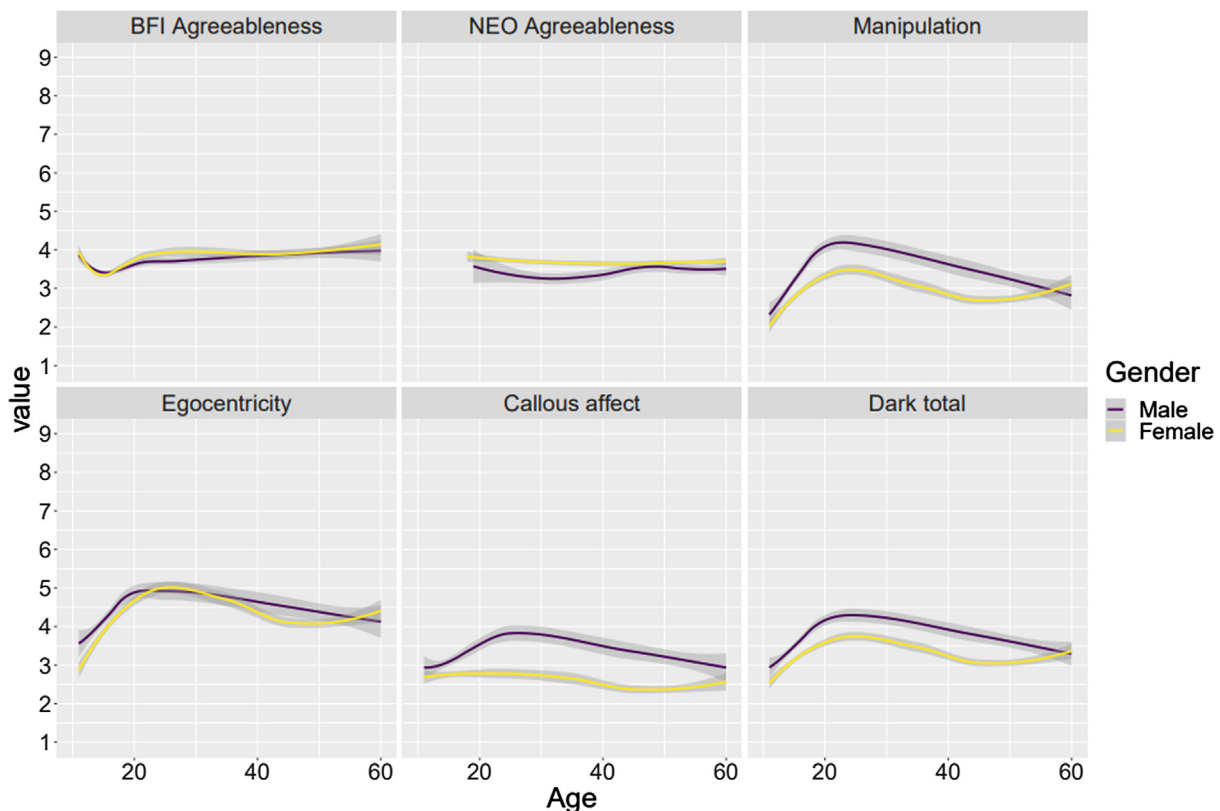 BFI Agreeableness
NEO Agreeableness
Manipulation
9
8
7
6
5
4
3
2
1
value
Egocentricity
Callous affect
Dark total
9
8
7
6
5
4
3
2
1
20
40
60
20
40
60
20
40
60
Age
Gender
Male
Female